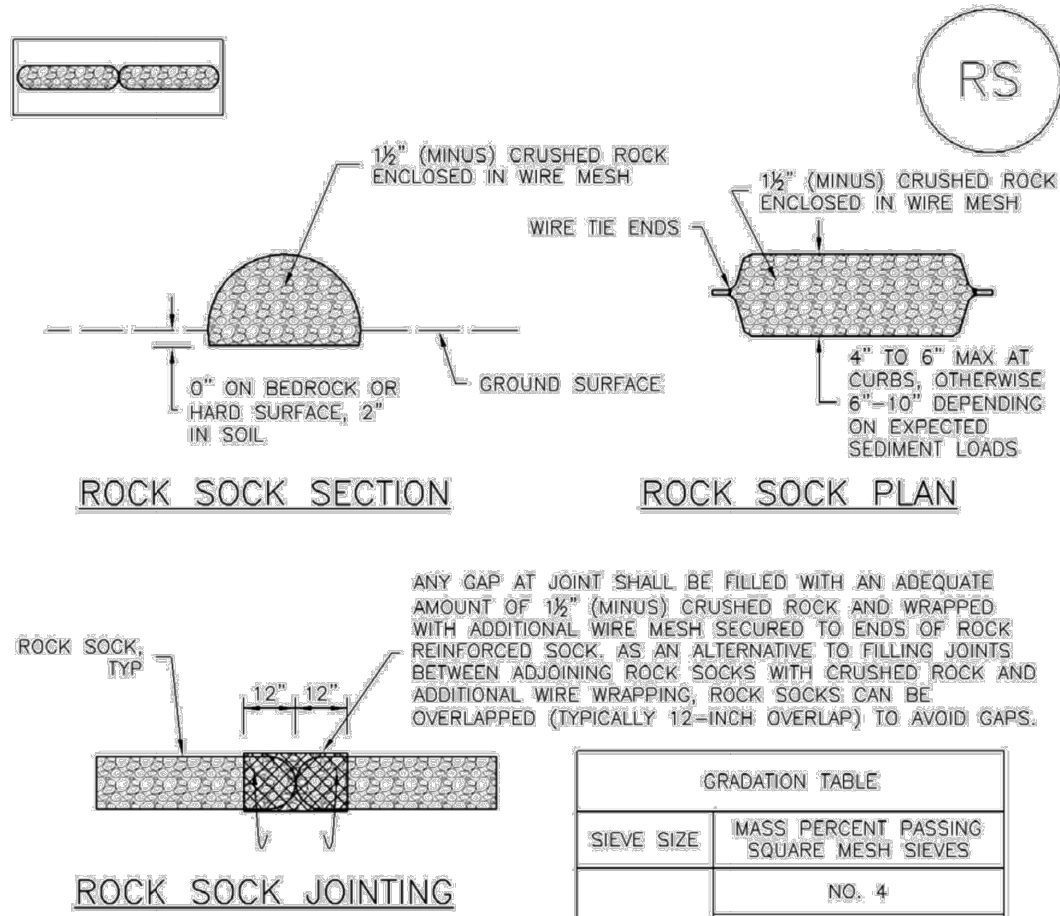 RS
1½" (MINUS) CRUSHED ROCK
ENCLOSED IN WIRE MESH
0" ON BEDROCK OR
HARD SURFACE, 2"
IN SOIL
GROUND SURFACE
ROCK SOCK SECTION
1½" (MINUS) CRUSHED ROCK
ENCLOSED IN WIRE MESH
WIRE TIE ENDS
4" TO 6" MAX AT
CURBS, OTHERWISE
6"-10" DEPENDING
ON EXPECTED
SEDIMENT LOADS
ROCK SOCK PLAN
ANY GAP AT JOINT SHALL BE FILLED WITH AN ADEQUATE
AMOUNT OF 1½" (MINUS) CRUSHED ROCK AND WRAPPED
WITH ADDITIONAL WIRE MESH SECURED TO ENDS OF ROCK
REINFORCED SOCK. AS AN ALTERNATIVE TO FILLING JOINTS
BETWEEN ADJOINING ROCK SOCKS WITH CRUSHED ROCK AND
ADDITIONAL WIRE WRAPPING, ROCK SOCKS CAN BE
OVERLAPPED (TYPICALLY 12-INCH OVERLAP) TO AVOID GAPS.
ROCK SOCK,
TYP
12" 12"
ROCK SOCK JOINTING
GRADATION TABLE
SIEVE SIZE
MASS PERCENT PASSING
SQUARE MESH SIEVES
NO. 4